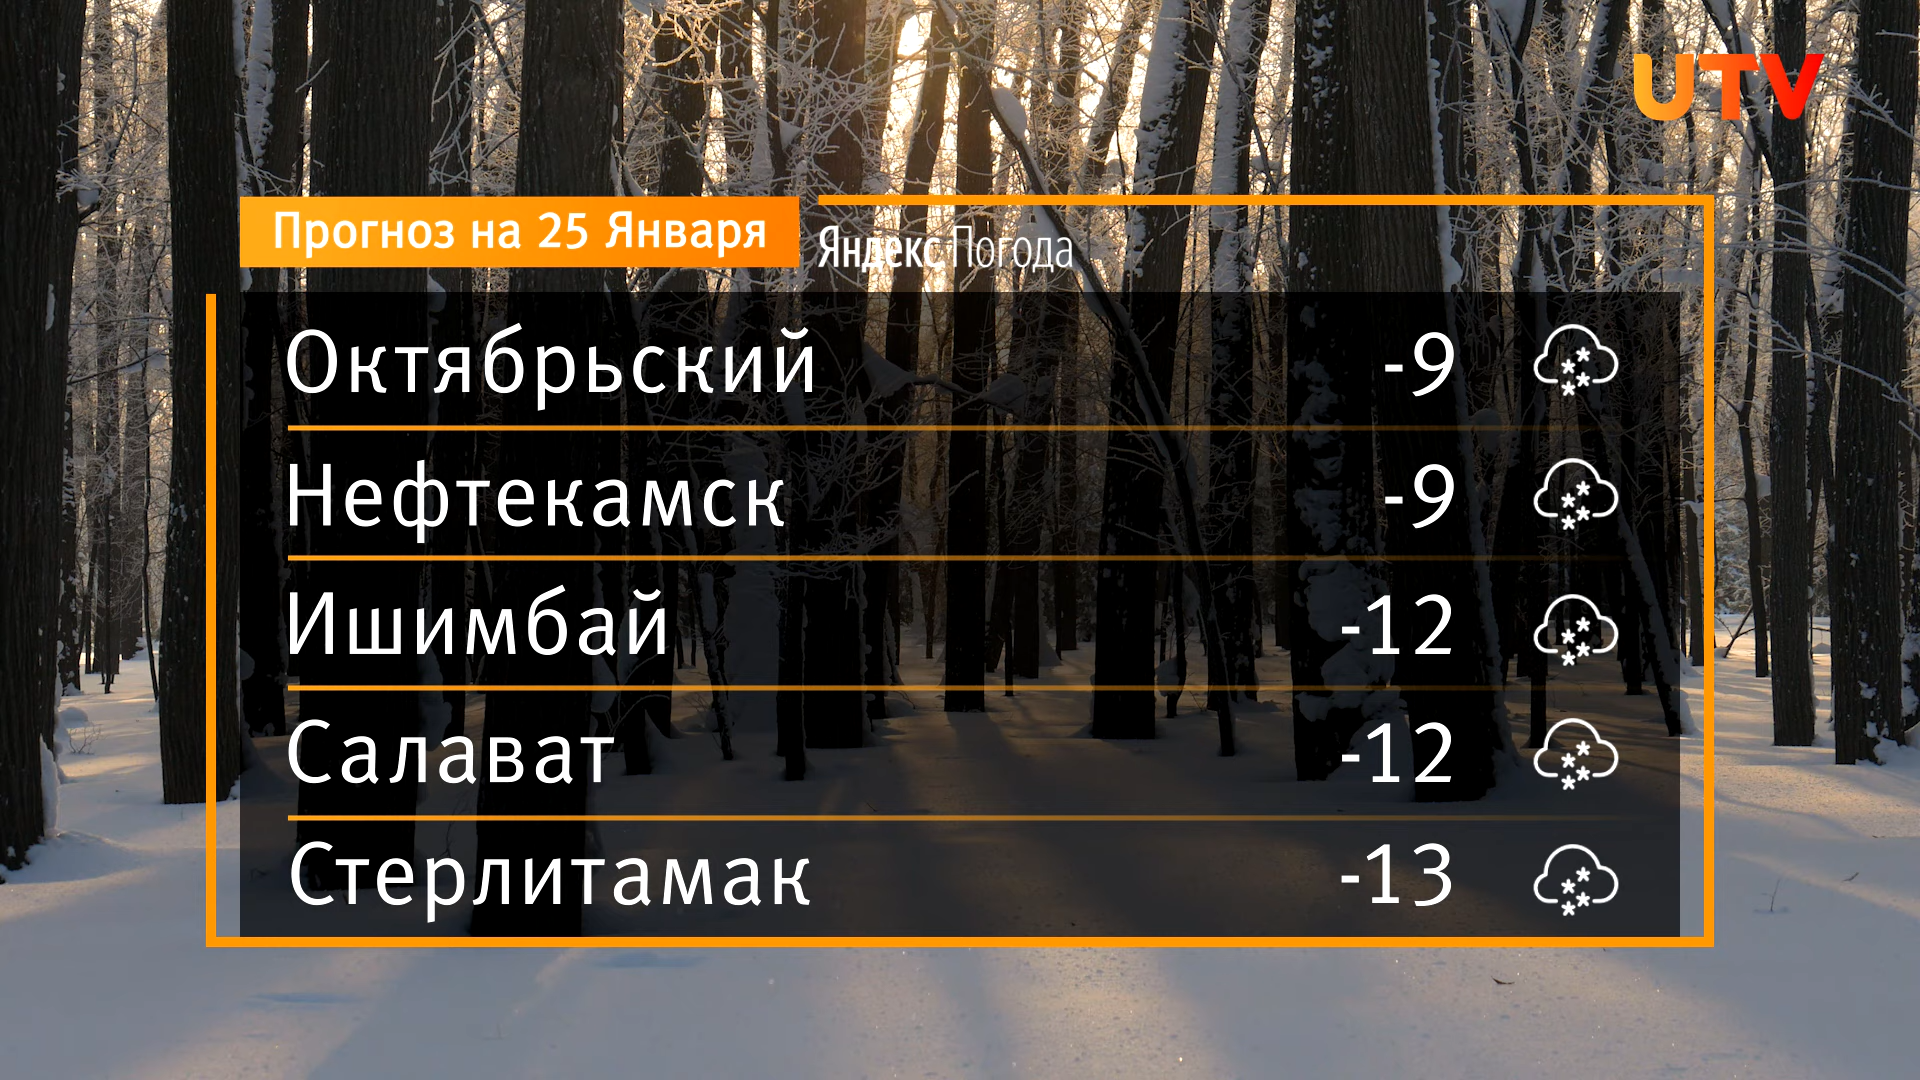 UTV
Прогноз на 25 Января
Яндекс Погода
Октябрьский -9
Нефтекамск -9
Ишимбай -12
Салават -12
Стерлитамак -13